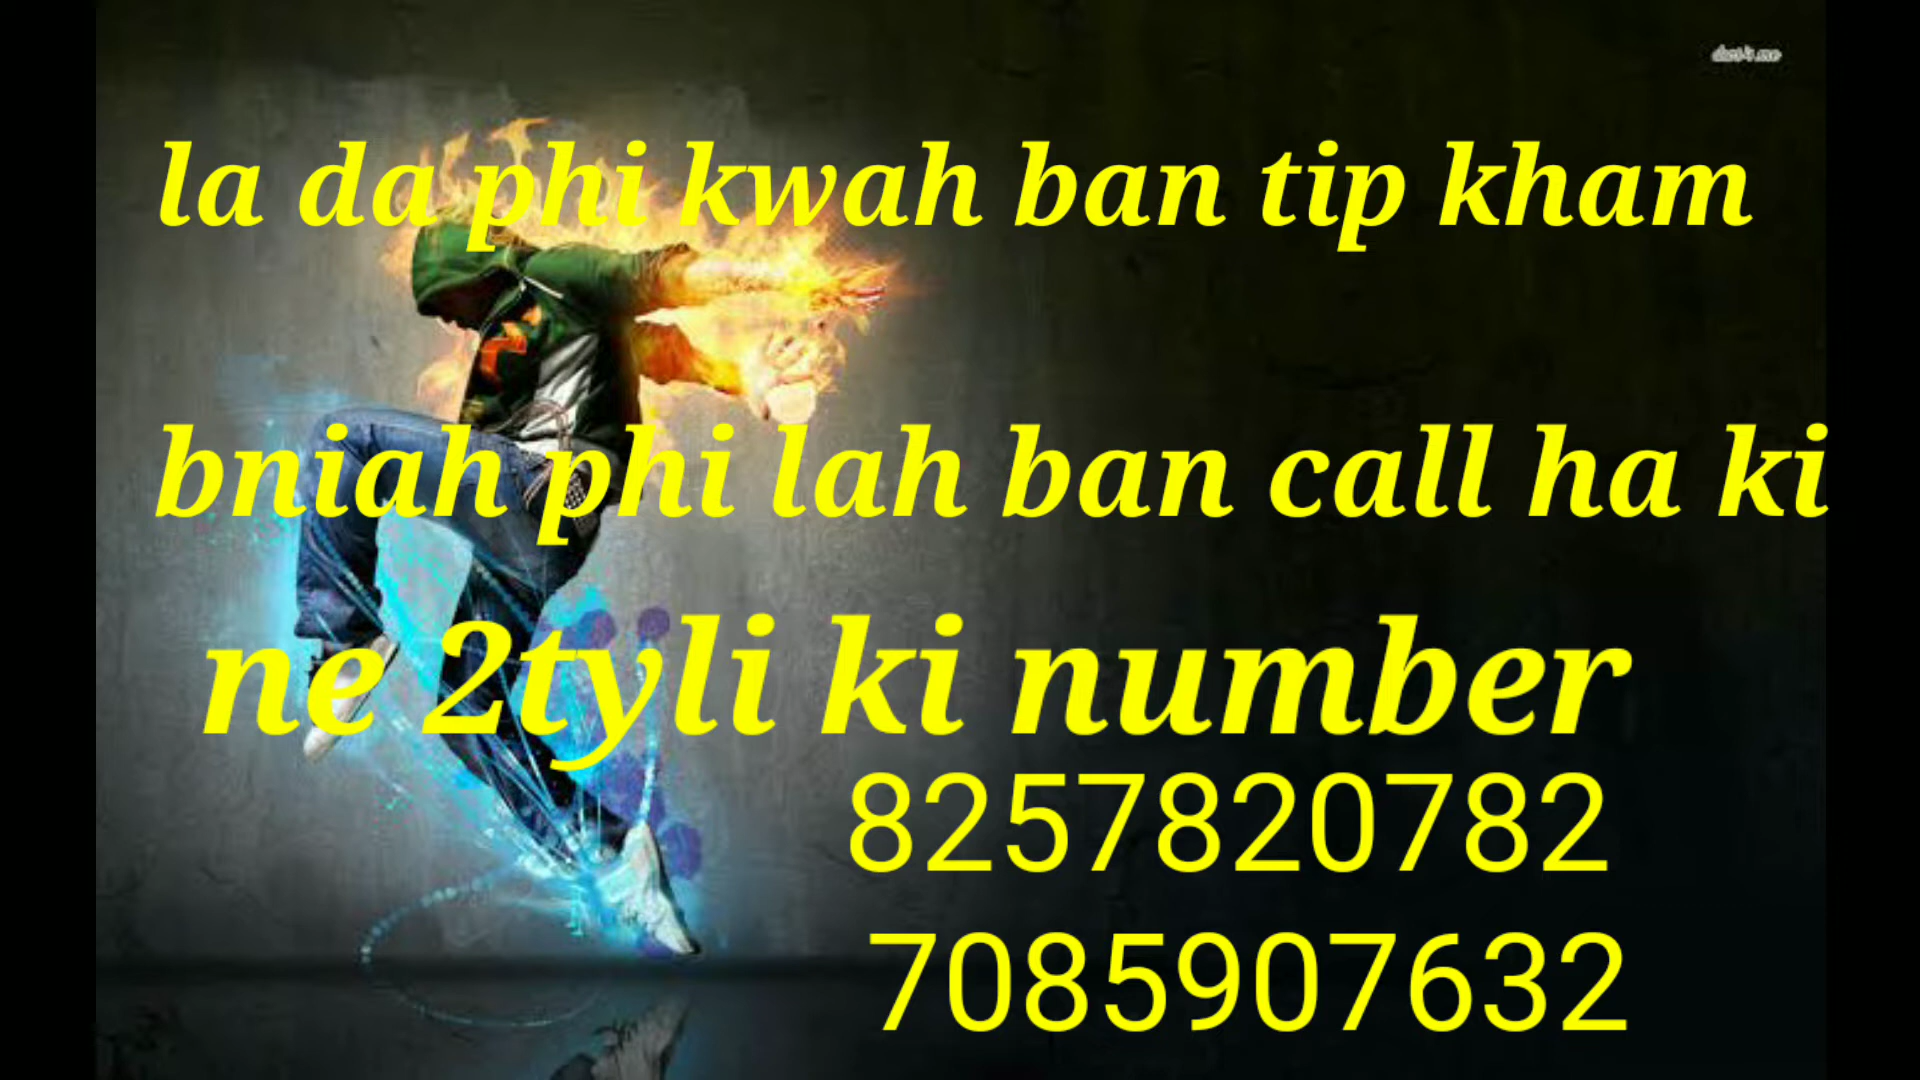 la da phi kwah ban tip kham
bniah phi lah ban call ha ki
ne 2tyli ki number
8257820782
7085907632